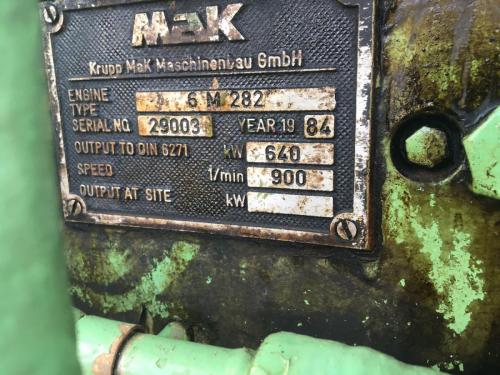 MaK
Krupp MaK Maschinenbau GmbH
ENGINE TYPE 6 M 282
SERIAL NO. 29003 YEAR 19 84
OUTPUT TO DIN 6271 kW 640
SPEED 1/min 900
OUTPUT AT SITE kW